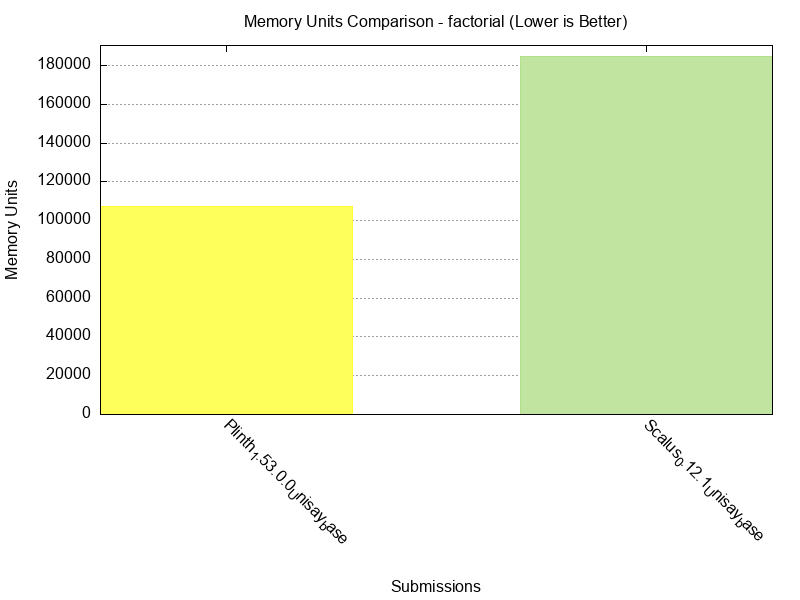 Memory Units Comparison - factorial (Lower is Better)
180000
160000
140000
120000
100000
80000
60000
40000
20000
0
Memory Units
Plinth₁.53.0.0ᵤnisaybase
Scalus₀.12.1ᵤnisaybase
Submissions